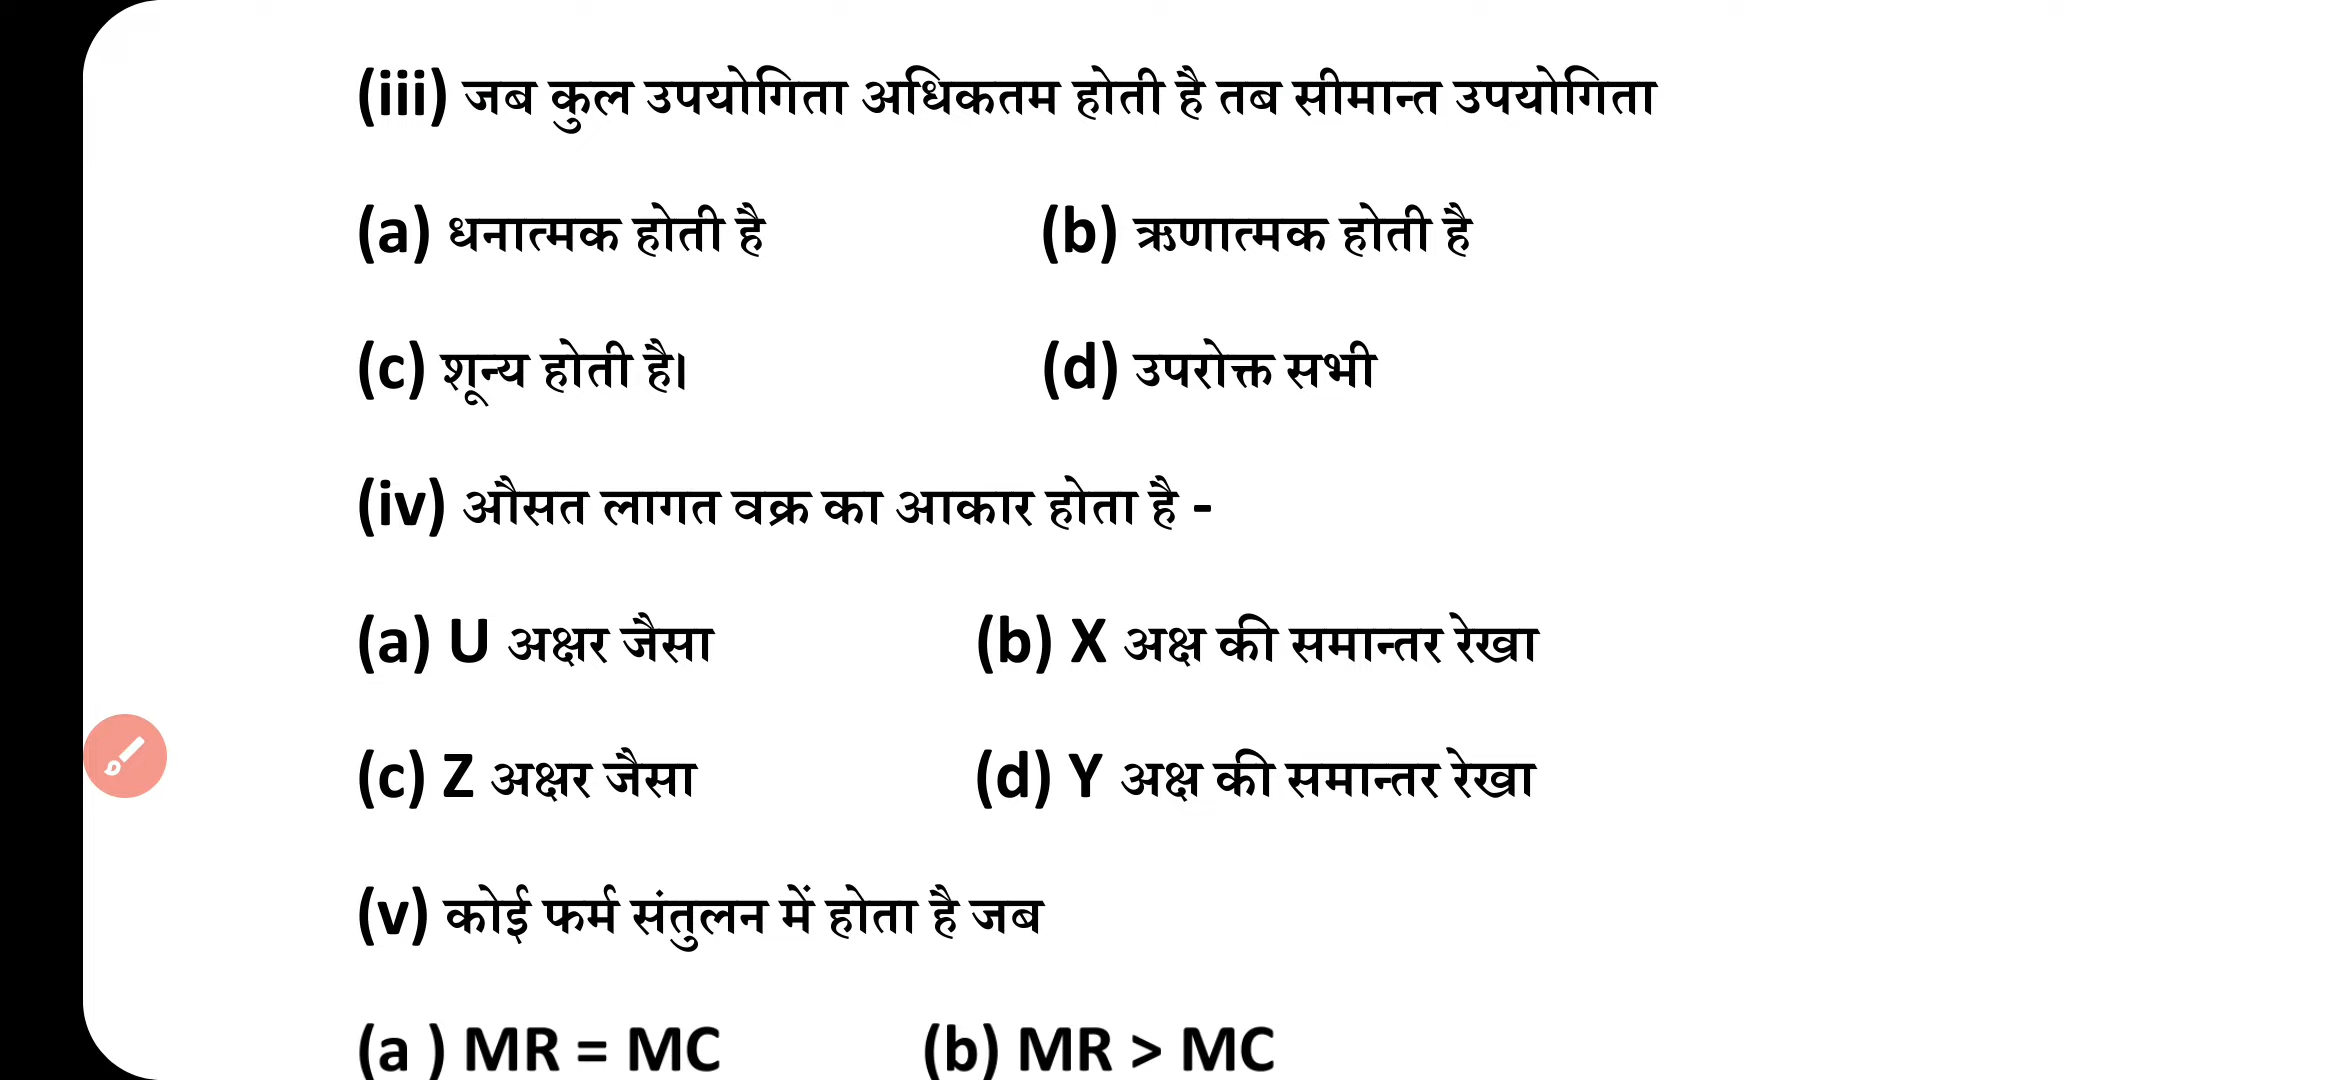 (iii) जब कुल उपयोगिता अधिकतम होती है तब सीमान्त उपयोगिता
(a) धनात्मक होती है (b) ऋणात्मक होती है
(c) शून्य होती है। (d) उपरोक्त सभी
(iv) औसत लागत वक्र का आकार होता है -
(a) U अक्षर जैसा (b) X अक्ष की समान्तर रेखा
(c) Z अक्षर जैसा (d) Y अक्ष की समान्तर रेखा
(v) कोई फर्म संतुलन में होता है जब
(a ) MR = MC (b) MR > MC